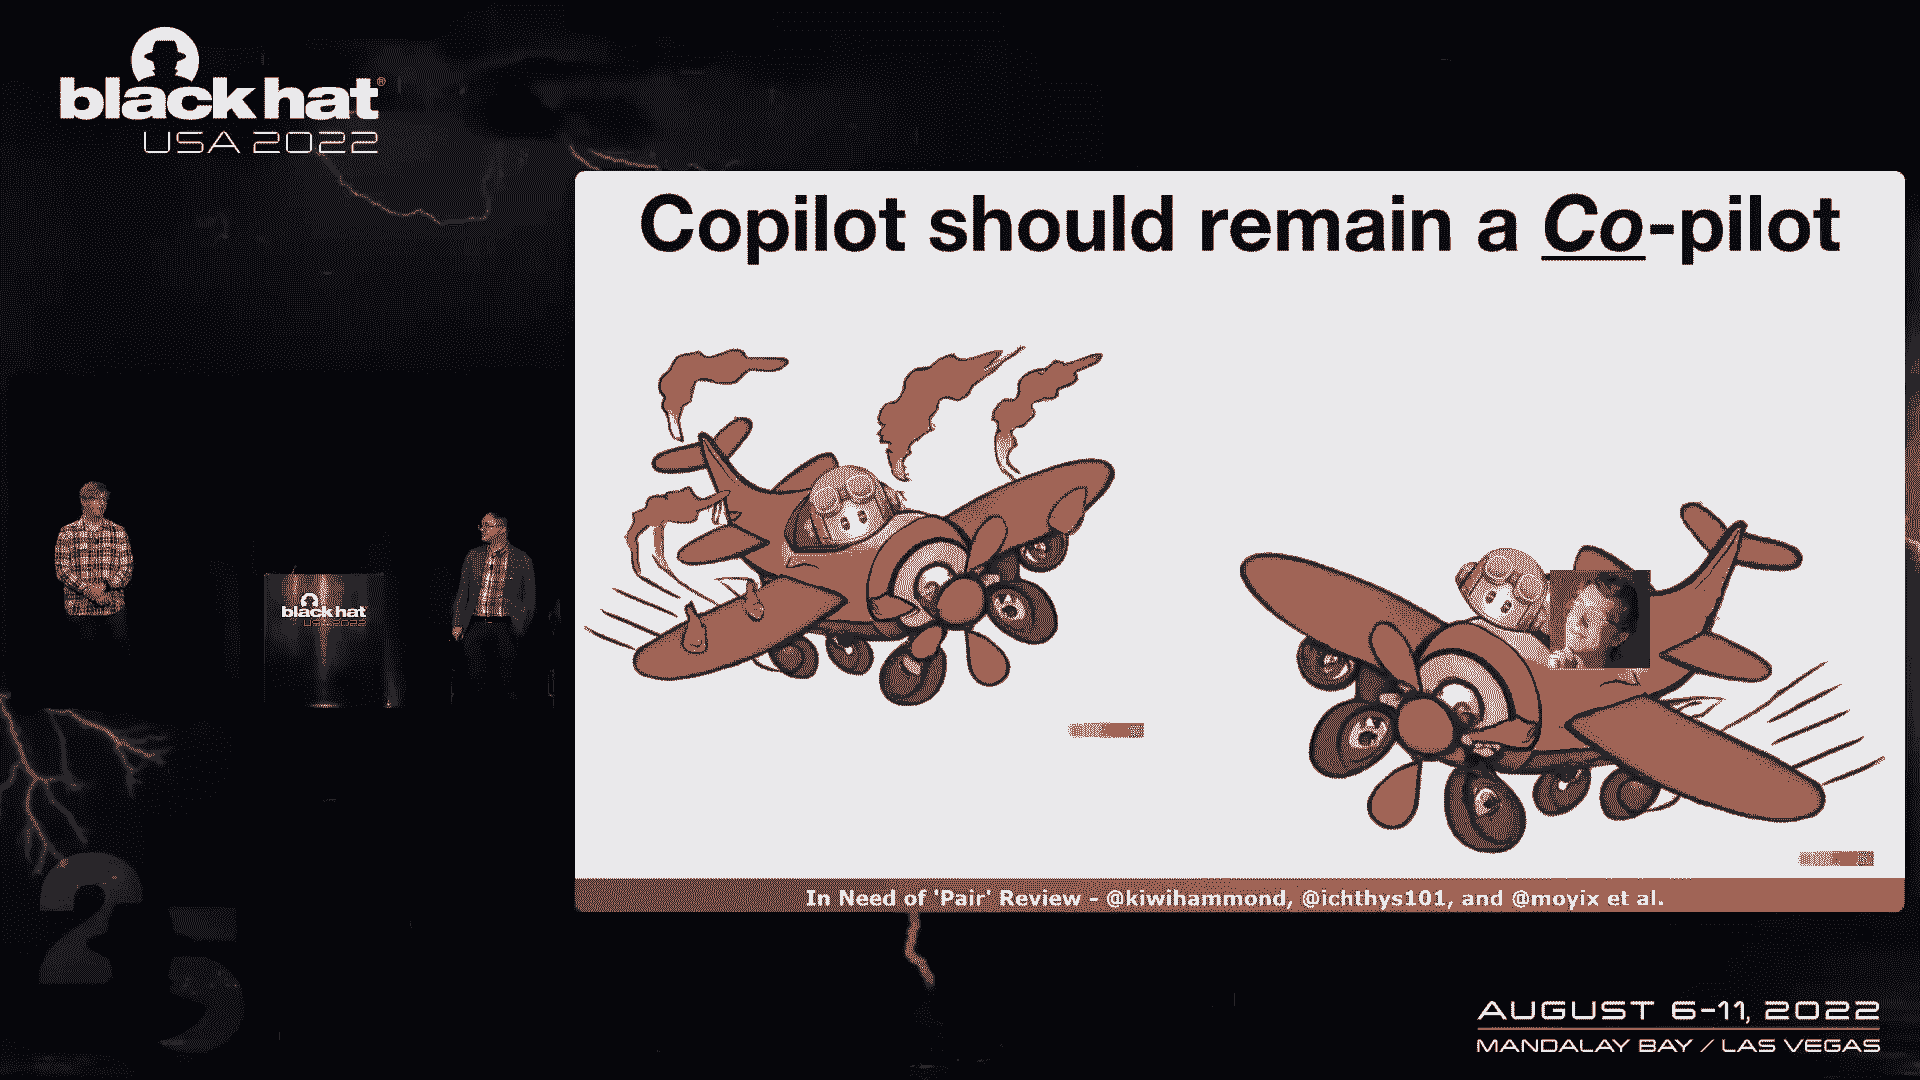 black hat®
USA 2022
Copilot should remain a Co-pilot
black hat
USA 2022
In Need of 'Pair' Review - @kiwihammond, @ichthys101, and @moyix et al.
25
AUGUST 6-11, 2022
MANDALAY BAY / LAS VEGAS